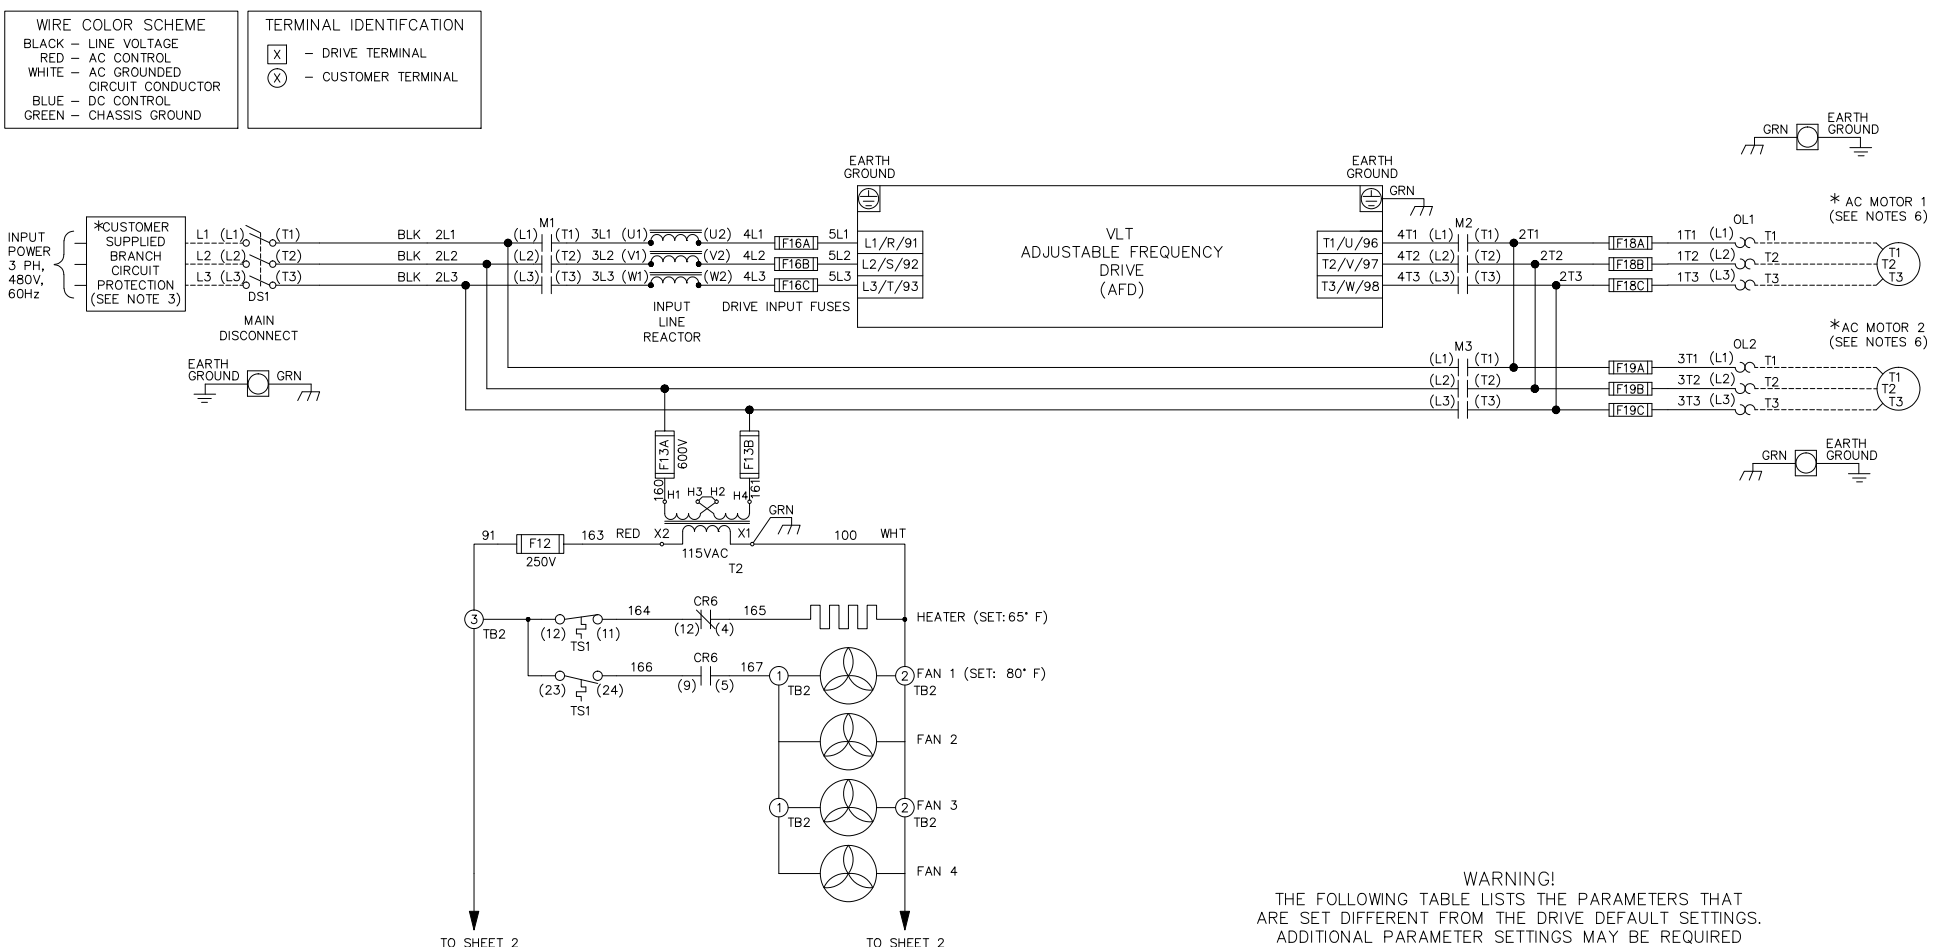 WIRE COLOR SCHEME
BLACK – LINE VOLTAGE
RED – AC CONTROL
WHITE – AC GROUNDED
CIRCUIT CONDUCTOR
BLUE – DC CONTROL
GREEN – CHASSIS GROUND
TERMINAL IDENTIFCATION
X – DRIVE TERMINAL
X – CUSTOMER TERMINAL
GRN
EARTH
GROUND
EARTH
GROUND
EARTH
GROUND
GRN
INPUT
POWER
3 PH,
480V,
60Hz
*CUSTOMER
SUPPLIED
BRANCH
CIRCUIT
PROTECTION
(SEE NOTE 3)
L1 (L1) (T1) BLK 2L1 (L1) M1 (T1) 3L1 (U1) (U2) 4L1 F16A 5L1 L1/R/91
L2 (L2) (T2) BLK 2L2 (L2) (T2) 3L2 (V1) (V2) 4L2 F16B 5L2 L2/S/92
L3 (L3) (T3) BLK 2L3 (L3) (T3) 3L3 (W1) (W2) 4L3 F16C 5L3 L3/T/93
DS1
MAIN
DISCONNECT
INPUT
LINE
REACTOR
DRIVE INPUT FUSES
VLT
ADJUSTABLE FREQUENCY
DRIVE
(AFD)
T1/U/96 4T1 (L1) M2 (T1) 2T1 F18A 1T1 (L1) OL1 T1
T2/V/97 4T2 (L2) (T2) 2T2 F18B 1T2 (L2) T2
T3/W/98 4T3 (L3) (T3) 2T3 F18C 1T3 (L3) T3
* AC MOTOR 1
(SEE NOTES 6)
T1
T2
T3
EARTH
GROUND
GRN
*AC MOTOR 2
(SEE NOTES 6)
(L1) M3 (T1) F19A 3T1 (L1) OL2 T1
(L2) (T2) F19B 3T2 (L2) T2
(L3) (T3) F19C 3T3 (L3) T3
T1
T2
T3
GRN
EARTH
GROUND
F13A
600V
F13B
160
161
H1 H3 H2 H4
GRN
91 F12 163 RED X2 X1 100 WHT
250V
115VAC
T2
3
TB2
(12) (11)
TS1
164
CR6
(12) (4)
165
HEATER (SET:65° F)
(23) (24)
TS1
166
CR6
(9) (5)
167
1
TB2
2
TB2
FAN 1 (SET: 80° F)
FAN 2
1
TB2
2
TB2
FAN 3
FAN 4
TO SHEET 2
TO SHEET 2
WARNING!
THE FOLLOWING TABLE LISTS THE PARAMETERS THAT
ARE SET DIFFERENT FROM THE DRIVE DEFAULT SETTINGS.
ADDITIONAL PARAMETER SETTINGS MAY BE REQUIRED